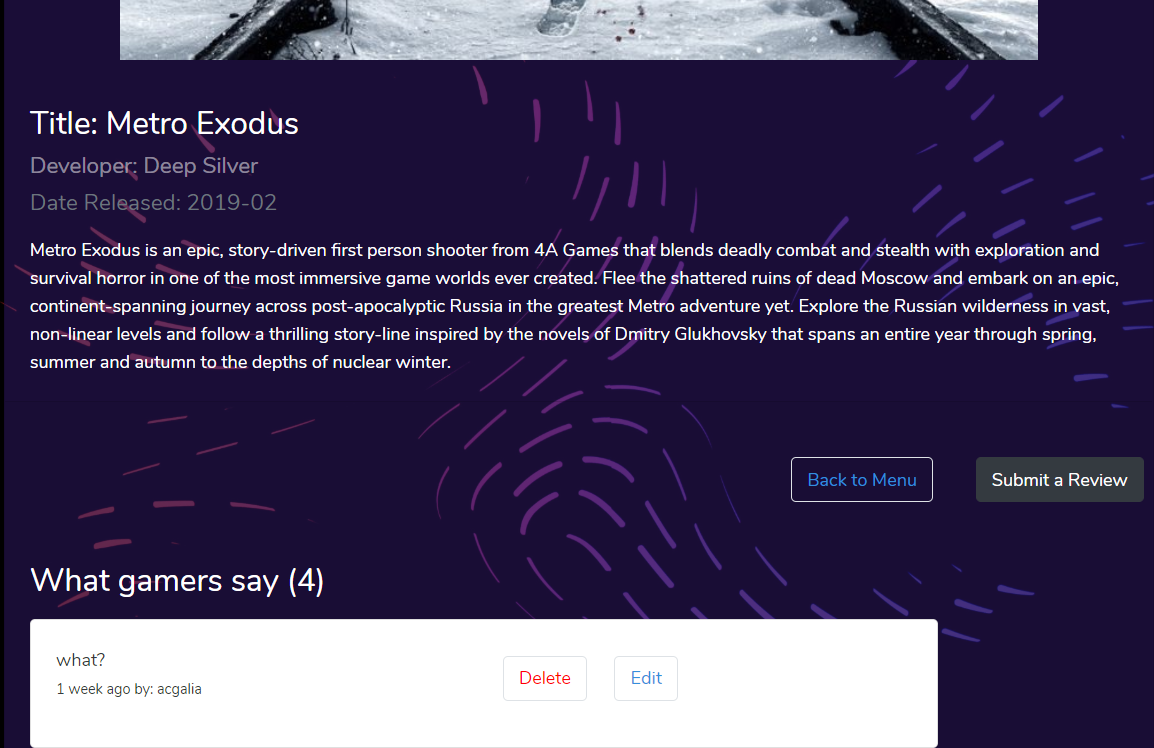 Title: Metro Exodus
Developer: Deep Silver
Date Released: 2019-02
Metro Exodus is an epic, story-driven first person shooter from 4A Games that blends deadly combat and stealth with exploration and
survival horror in one of the most immersive game worlds ever created. Flee the shattered ruins of dead Moscow and embark on an epic,
continent-spanning journey across post-apocalyptic Russia in the greatest Metro adventure yet. Explore the Russian wilderness in vast,
non-linear levels and follow a thrilling story-line inspired by the novels of Dmitry Glukhovsky that spans an entire year through spring,
summer and autumn to the depths of nuclear winter.
Back to Menu
Submit a Review
What gamers say (4)
what?
1 week ago by: acgalia
Delete
Edit